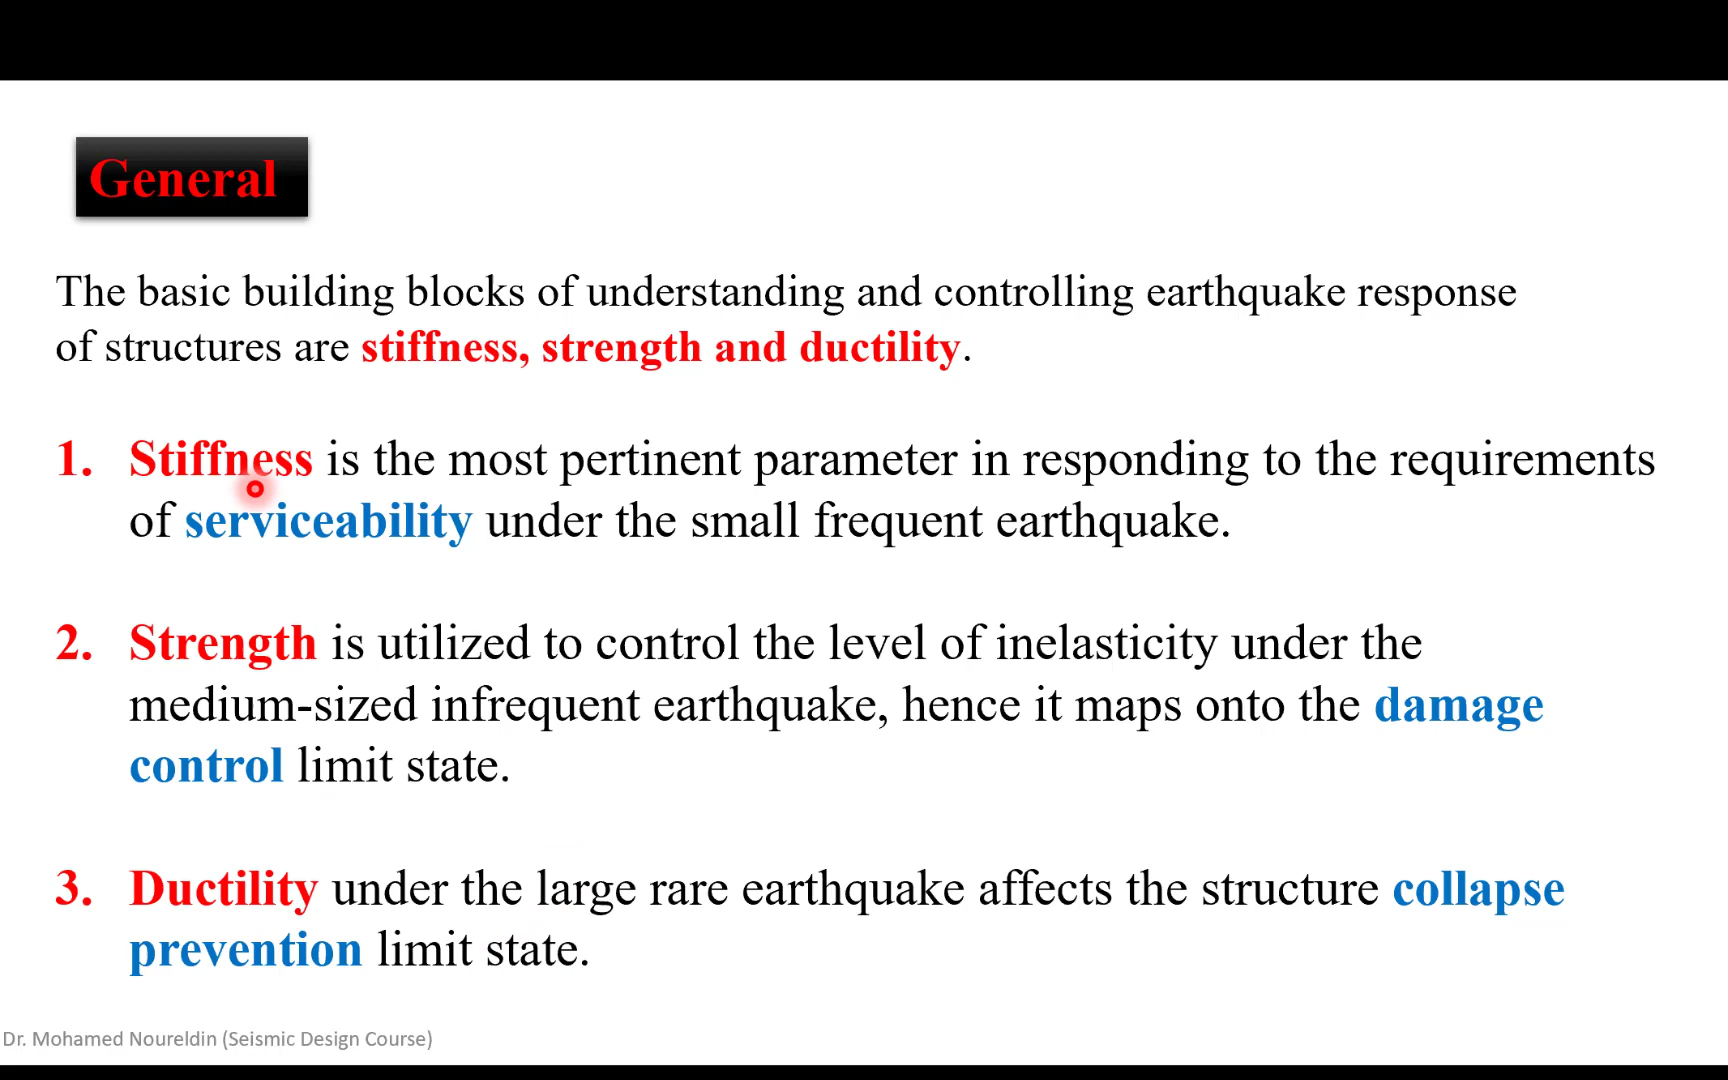 General
The basic building blocks of understanding and controlling earthquake response
of structures are stiffness, strength and ductility.
1. Stiffness is the most pertinent parameter in responding to the requirements
of serviceability under the small frequent earthquake.
2. Strength is utilized to control the level of inelasticity under the
medium-sized infrequent earthquake, hence it maps onto the damage
control limit state.
3. Ductility under the large rare earthquake affects the structure collapse
prevention limit state.
Dr. Mohamed Noureldin (Seismic Design Course)